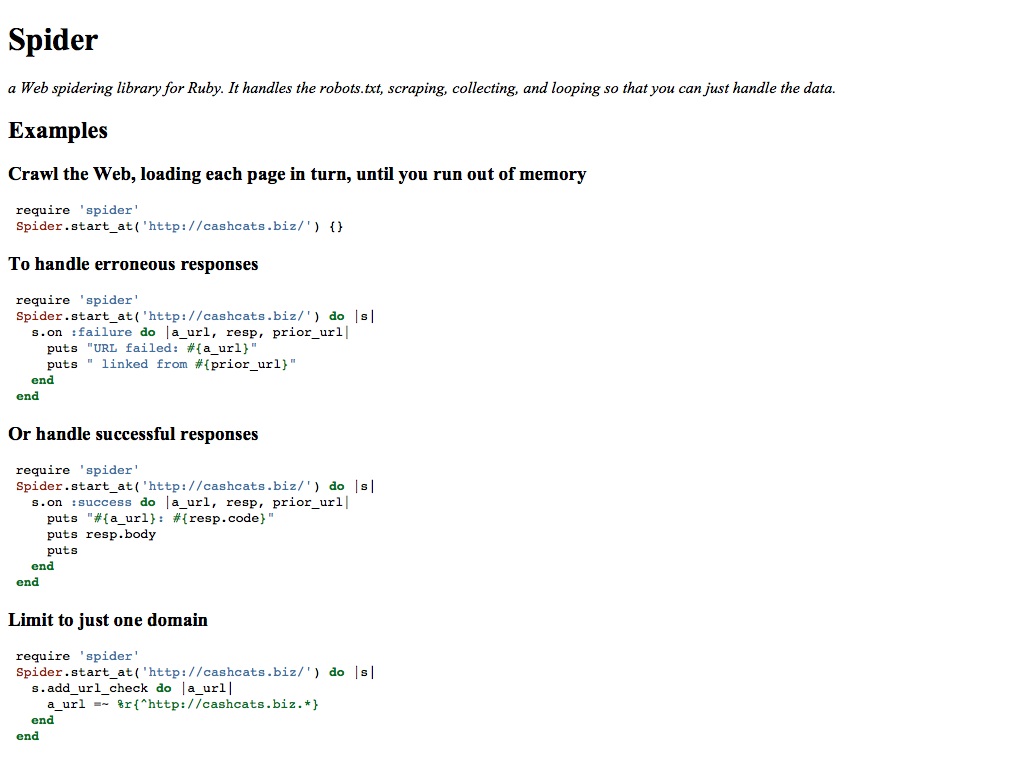 Spider
a Web spidering library for Ruby. It handles the robots.txt, scraping, collecting, and looping so that you can just handle the data.
Examples
Crawl the Web, loading each page in turn, until you run out of memory
require 'spider'
Spider.start_at('http://cashcats.biz/') {}
To handle erroneous responses
require 'spider'
Spider.start_at('http://cashcats.biz/') do |s|
  s.on :failure do |a_url, resp, prior_url|
    puts "URL failed: #{a_url}"
    puts " linked from #{prior_url}"
  end
end
Or handle successful responses
require 'spider'
Spider.start_at('http://cashcats.biz/') do |s|
  s.on :success do |a_url, resp, prior_url|
    puts "#{a_url}: #{resp.code}"
    puts resp.body
    puts
  end
end
Limit to just one domain
require 'spider'
Spider.start_at('http://cashcats.biz/') do |s|
  s.add_url_check do |a_url|
    a_url =~ %r{^http://cashcats.biz.*}
  end
end